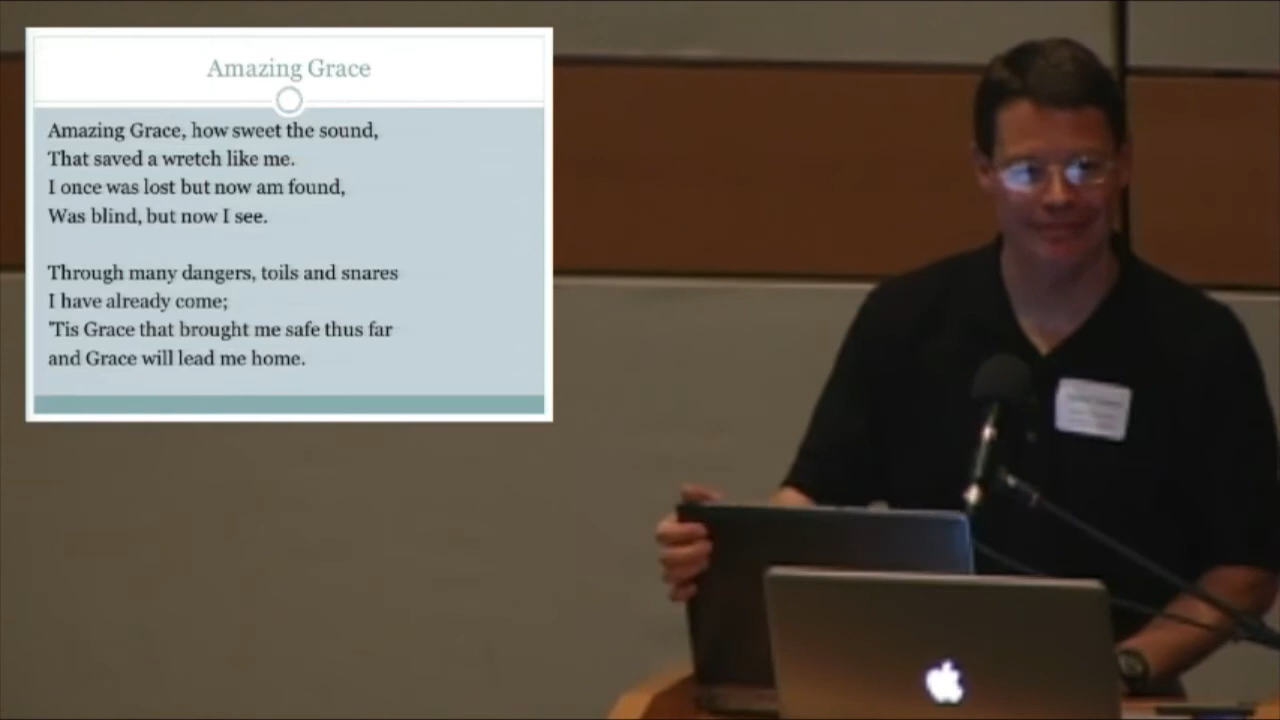 Amazing Grace
Amazing Grace, how sweet the sound,
That saved a wretch like me.
I once was lost but now am found,
Was blind, but now I see.
Through many dangers, toils and snares
I have already come;
'Tis Grace that brought me safe thus far
and Grace will lead me home.